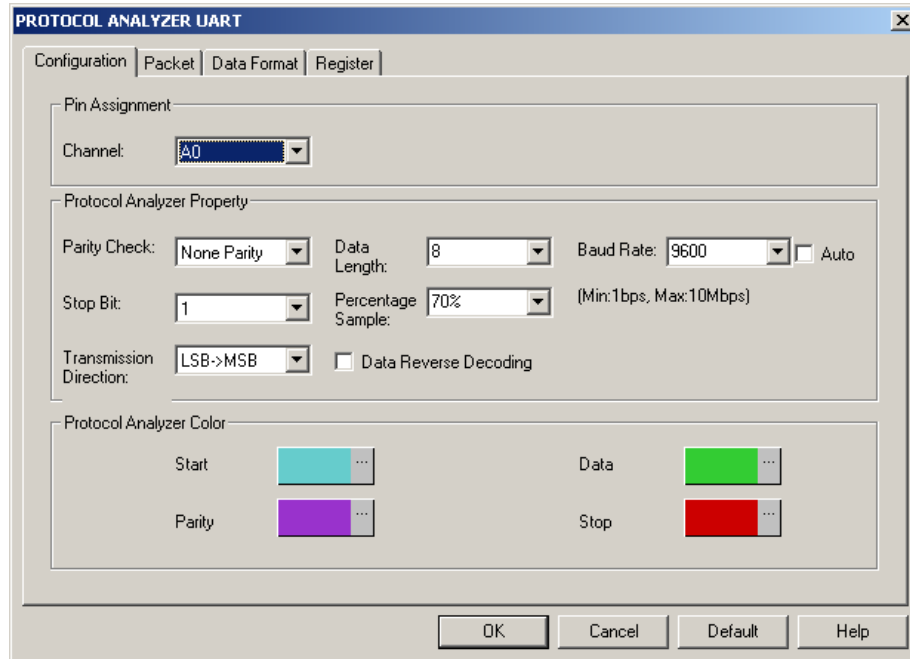 PROTOCOL ANALYZER UART
Configuration Packet Data Format Register
Pin Assignment
Channel: A0
Protocol Analyzer Property
Parity Check: None Parity Data Length: 8 Baud Rate: 9600 Auto
Stop Bit: 1 Percentage Sample: 70% (Min:1bps, Max:10Mbps)
Transmission Direction: LSB->MSB Data Reverse Decoding
Protocol Analyzer Color
Start ... Data ...
Parity ... Stop ...
OK Cancel Default Help